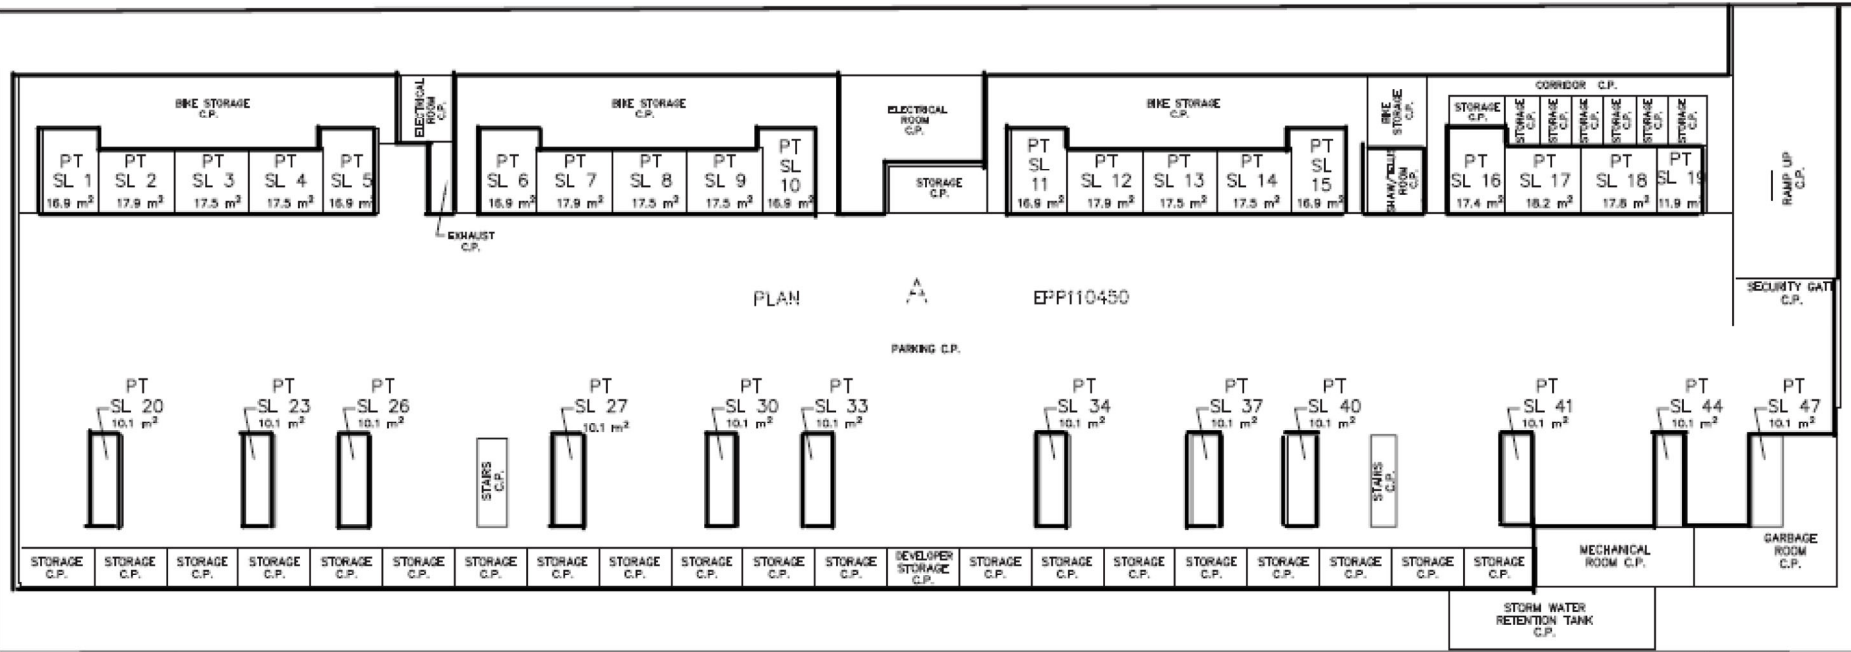 BIKE STORAGE
C.P.
ELECTRICAL
ROOM
C.P.
BIKE STORAGE
C.P.
ELECTRICAL
ROOM
C.P.
BIKE STORAGE
C.P.
BIKE
STORAGE
C.P.
CORRIDOR C.P.
STORAGE
C.P.
STORAGE
C.P.
STORAGE
C.P.
STORAGE
C.P.
STORAGE
C.P.
STORAGE
C.P.
STORAGE
C.P.
PT
SL 1
16.9 m²
PT
SL 2
17.9 m²
PT
SL 3
17.5 m²
PT
SL 4
17.5 m²
PT
SL 5
16.9 m²
PT
SL 6
16.9 m²
PT
SL 7
17.9 m²
PT
SL 8
17.5 m²
PT
SL 9
17.5 m²
PT
SL
10
16.9 m²
STORAGE
C.P.
PT
SL
11
16.9 m²
PT
SL 12
17.9 m²
PT
SL 13
17.5 m²
PT
SL 14
17.5 m²
PT
SL
15
16.9 m²
ROOM
C.P.
PT
SL 16
17.4 m²
PT
SL 17
18.2 m²
PT
SL 18
17.8 m²
PT
SL 19
11.9 m²
RAMP UP
C.P.
EXHAUST
C.P.
PLAN A EPP110450
SECURITY GATE
C.P.
PARKING C.P.
PT
SL 20
10.1 m²
PT
SL 23
10.1 m²
PT
SL 26
10.1 m²
PT
SL 27
10.1 m²
PT
SL 30
10.1 m²
PT
SL 33
10.1 m²
PT
SL 34
10.1 m²
PT
SL 37
10.1 m²
PT
SL 40
10.1 m²
PT
SL 41
10.1 m²
PT
SL 44
10.1 m²
PT
SL 47
10.1 m²
STAIRS
C.P.
STAIRS
C.P.
STORAGE
C.P.
STORAGE
C.P.
STORAGE
C.P.
STORAGE
C.P.
STORAGE
C.P.
STORAGE
C.P.
STORAGE
C.P.
STORAGE
C.P.
STORAGE
C.P.
STORAGE
C.P.
STORAGE
C.P.
STORAGE
C.P.
DEVELOPER
STORAGE
C.P.
STORAGE
C.P.
STORAGE
C.P.
STORAGE
C.P.
STORAGE
C.P.
STORAGE
C.P.
STORAGE
C.P.
STORAGE
C.P.
STORAGE
C.P.
MECHANICAL
ROOM C.P.
GARBAGE
ROOM
C.P.
STORM WATER
RETENTION TANK
C.P.